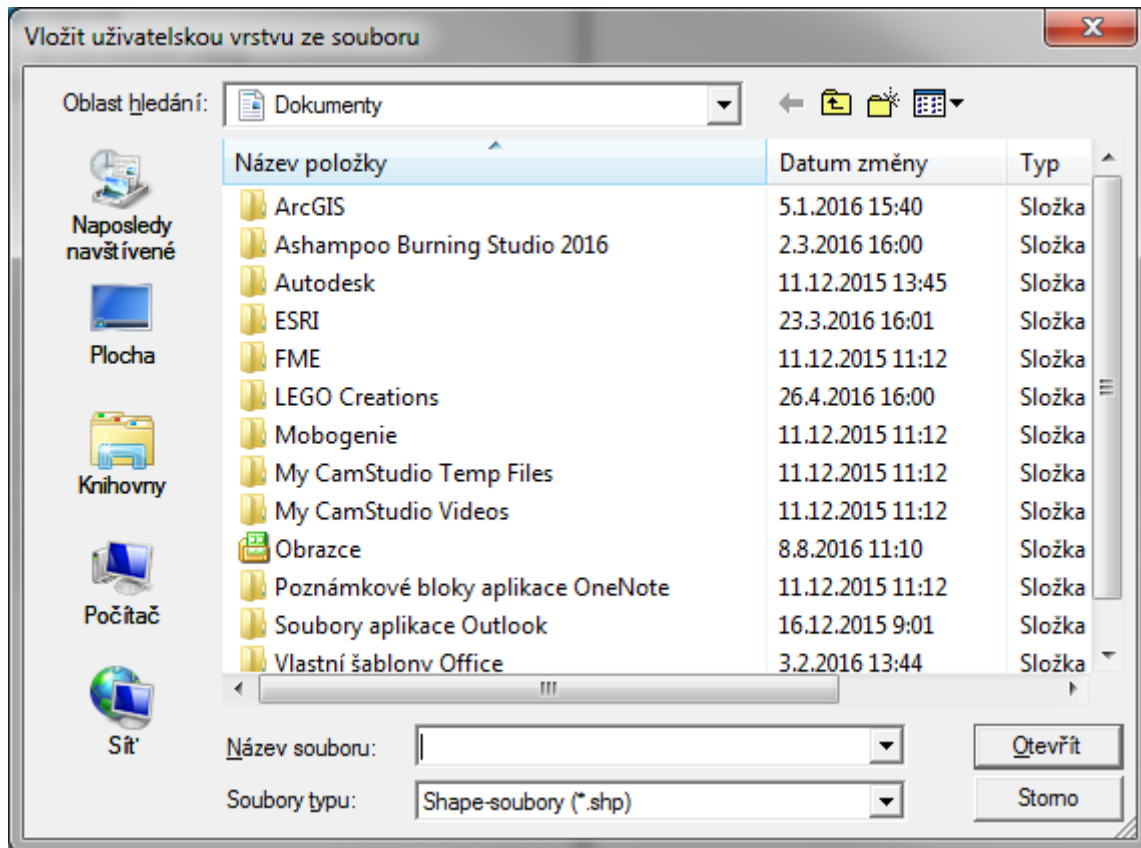 Vložit uživatelskou vrstvu ze souboru
Oblast hledání: Dokumenty
Název položky Datum změny Typ
ArcGIS 5.1.2016 15:40 Složka
Ashampoo Burning Studio 2016 2.3.2016 16:00 Složka
Autodesk 11.12.2015 13:45 Složka
ESRI 23.3.2016 16:01 Složka
FME 11.12.2015 11:12 Složka
LEGO Creations 26.4.2016 16:00 Složka
Mobogenie 11.12.2015 11:12 Složka
My CamStudio Temp Files 11.12.2015 11:12 Složka
My CamStudio Videos 11.12.2015 11:12 Složka
Obrazce 8.8.2016 11:10 Složka
Poznámkové bloky aplikace OneNote 11.12.2015 11:12 Složka
Soubory aplikace Outlook 16.12.2015 9:01 Složka
Vlastní šablony Office 3.2.2016 13:44 Složka
Naposledy
navštívené
Plocha
Knihovny
Počítač
Síť
Název souboru: Otevřít
Soubory typu: Shape-soubory (*.shp) Storno